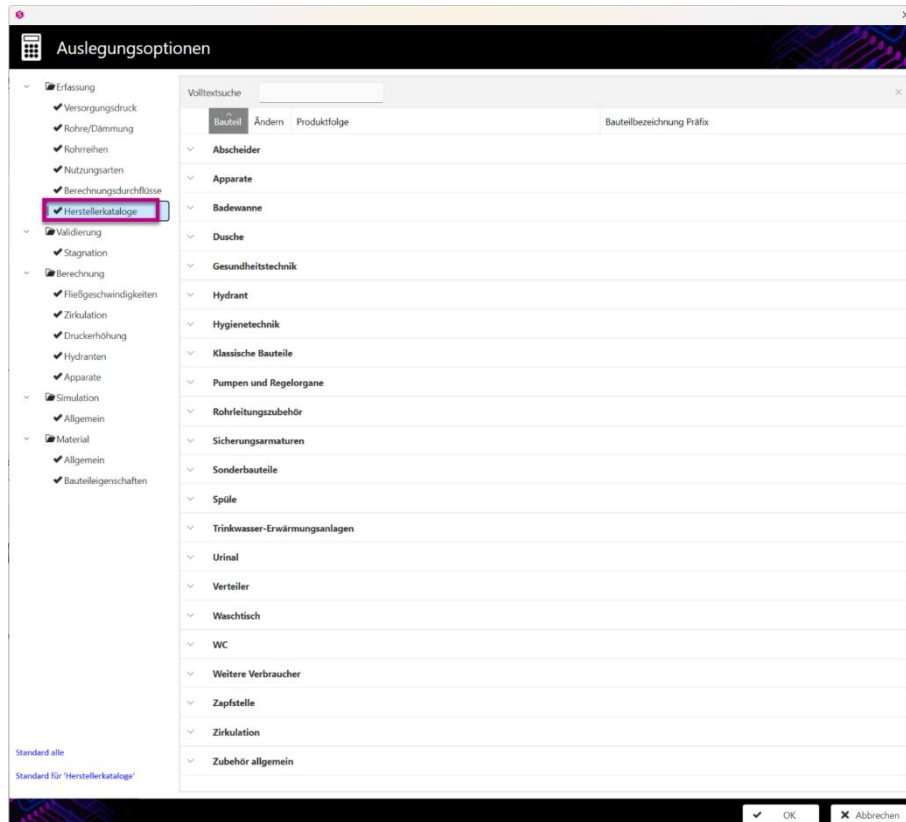 Auslegungsoptionen
Erfassung
Versorgungsdruck
Rohre/Dämmung
Rohrreihen
Nutzungsarten
Berechnungsdurchflüsse
Herstellerkataloge
Validierung
Stagnation
Berechnung
Fließgeschwindigkeiten
Zirkulation
Druckerhöhung
Hydranten
Apparate
Simulation
Allgemein
Material
Allgemein
Bauteileigenschaften
Standard alle
Standard für 'Herstellerkataloge'
Volltextsuche
Bauteil Ändern Produktfolge Bauteilbezeichnung Präfix
Abscheider
Apparate
Badewanne
Dusche
Gesundheitstechnik
Hydrant
Hygienetechnik
Klassische Bauteile
Pumpen und Regelorgane
Rohrleitungszubehör
Sicherungsarmaturen
Sonderbauteile
Spüle
Trinkwasser-Erwärmungsanlagen
Urinal
Verteiler
Waschtisch
WC
Weitere Verbraucher
Zapfstelle
Zirkulation
Zubehör allgemein
OK Abbrechen